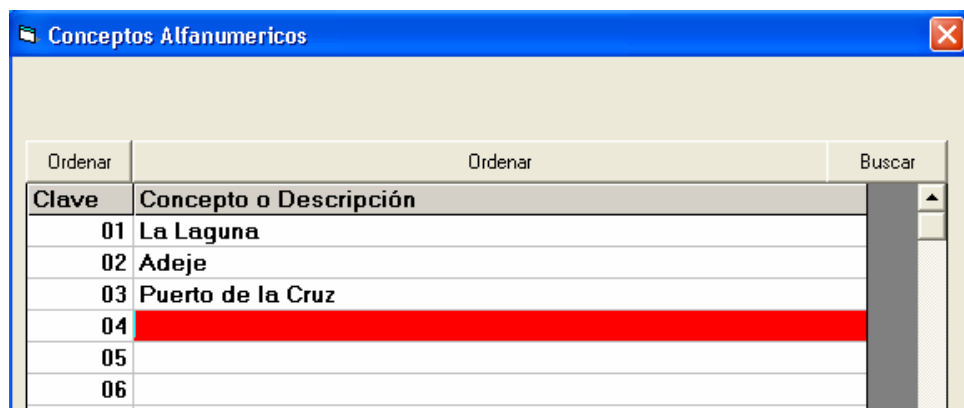 Conceptos Alfanumericos
Ordenar Ordenar Buscar
Clave Concepto o Descripción
01 La Laguna
02 Adeje
03 Puerto de la Cruz
04
05
06